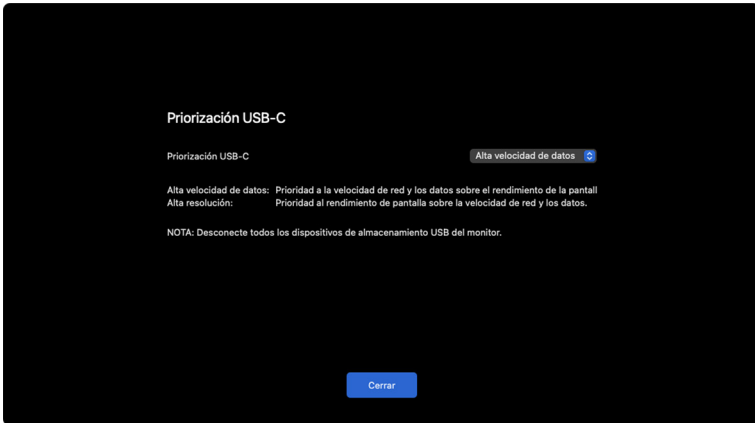 Priorización USB-C
Priorización USB-C Alta velocidad de datos
Alta velocidad de datos: Prioridad a la velocidad de red y los datos sobre el rendimiento de la pantall
Alta resolución: Prioridad al rendimiento de pantalla sobre la velocidad de red y los datos.
NOTA: Desconecte todos los dispositivos de almacenamiento USB del monitor.
Cerrar